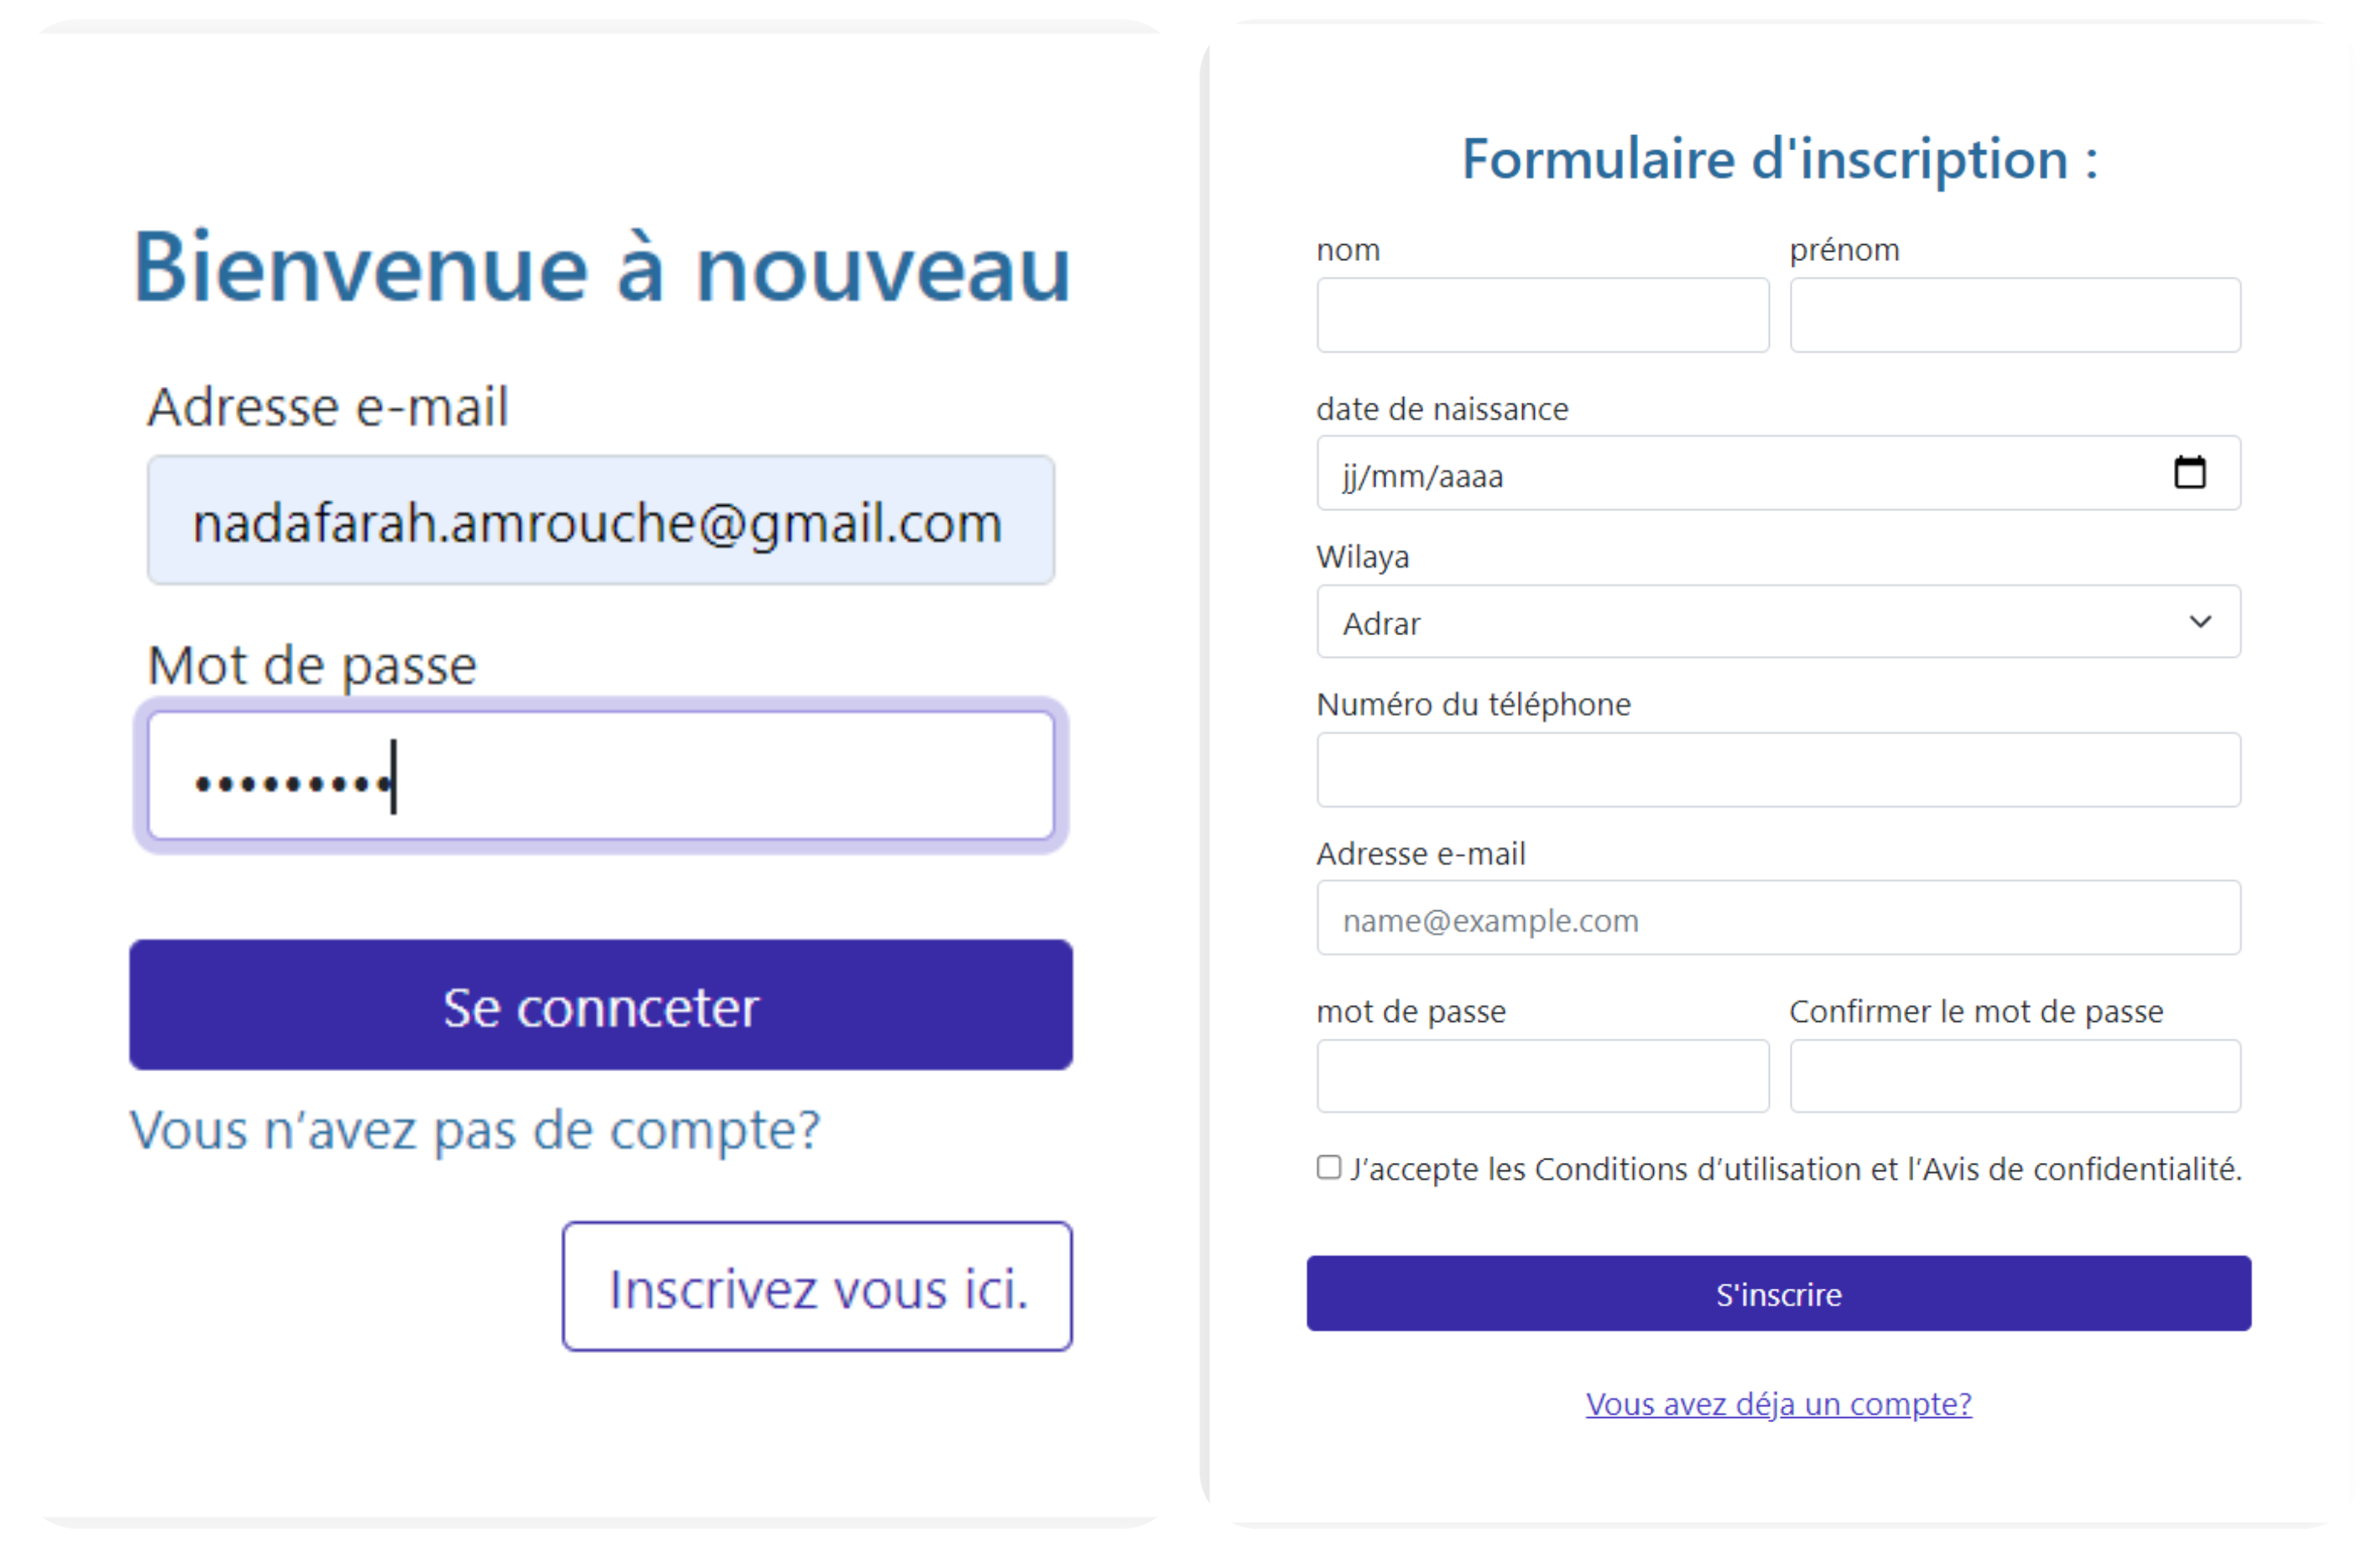 Bienvenue à nouveau
Adresse e-mail
nadafarah.amrouche@gmail.com
Mot de passe
•••••••••
Se connceter
Vous n’avez pas de compte?
Inscrivez vous ici.
Formulaire d'inscription :
nom prénom
date de naissance
jj/mm/aaaa
Wilaya
Adrar
Numéro du téléphone
Adresse e-mail
name@example.com
mot de passe Confirmer le mot de passe
J’accepte les Conditions d’utilisation et l’Avis de confidentialité.
S'inscrire
Vous avez déja un compte?